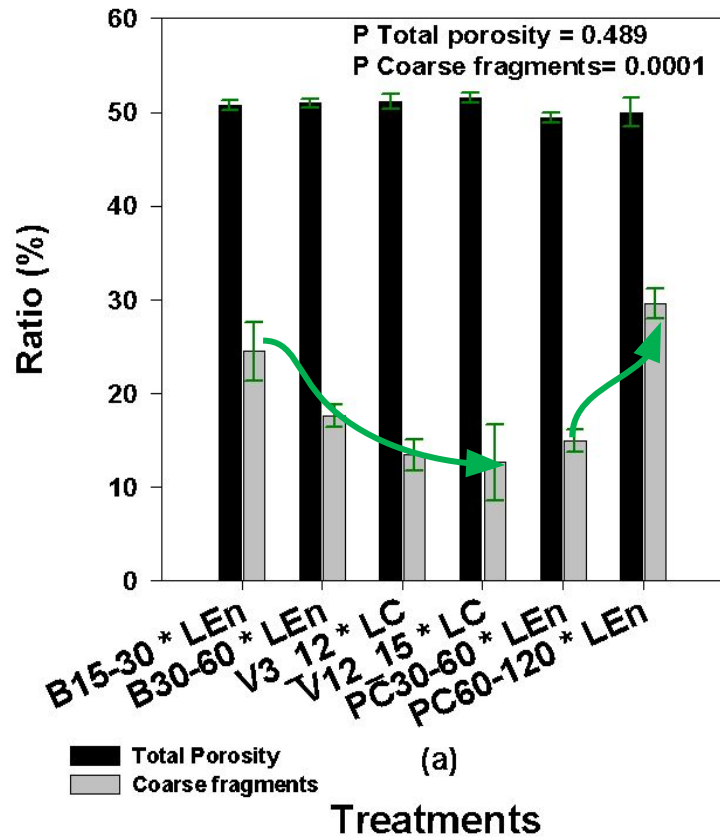 P Total porosity = 0.489
P Coarse fragments= 0.0001
60
50
40
30
20
10
0
Ratio (%)
B15-30 * LEn
B30-60 * LEn
V3_12 * LC
V12_15 * LC
PC30-60 * LEn
PC60-120 * LEn
Total Porosity
Coarse fragments
(a)
Treatments